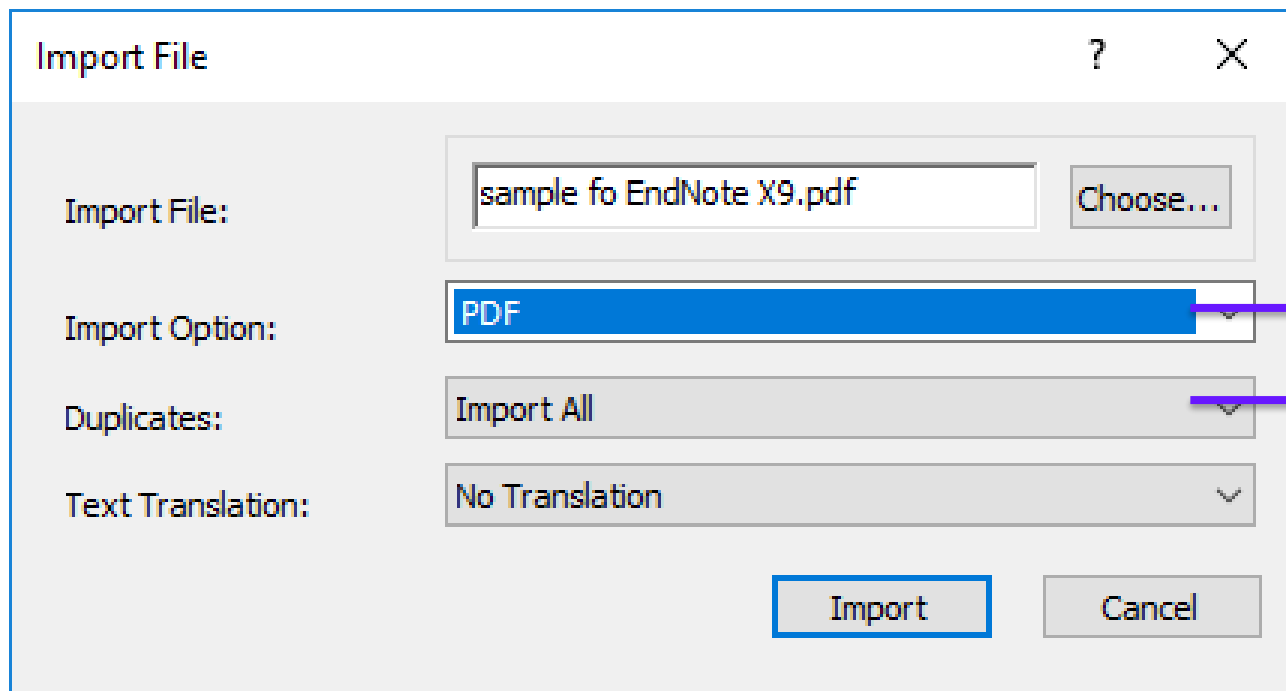 Import File
?
Import File:
sample fo EndNote X9.pdf
Choose...
Import Option:
PDF
Duplicates:
Import All
Text Translation:
No Translation
Import
Cancel